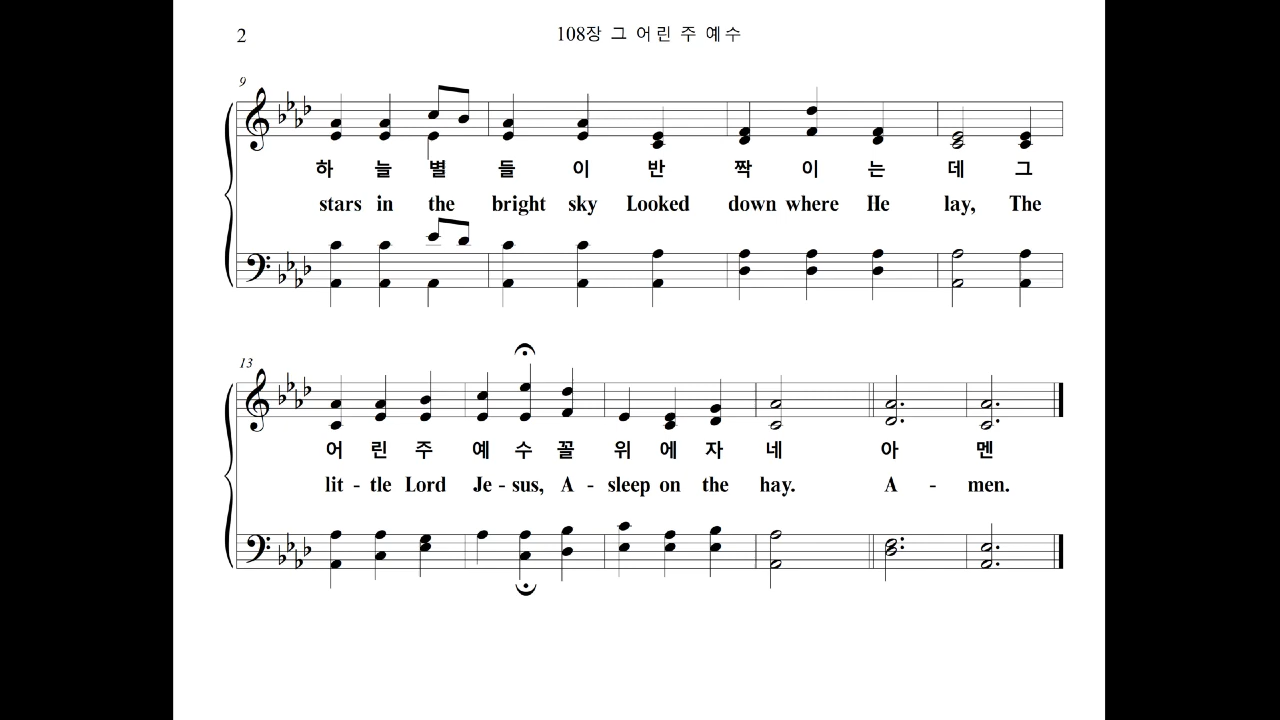 2
108장 그 어린 주 예수
9
하 늘 별 들 이 반 짝 이 는 데 그
stars in the bright sky Looked down where He lay, The
13
어 린 주 예 수 꼴 위 에 자 네 아 멘
lit - tle Lord Je - sus, A - sleep on the hay. A - men.